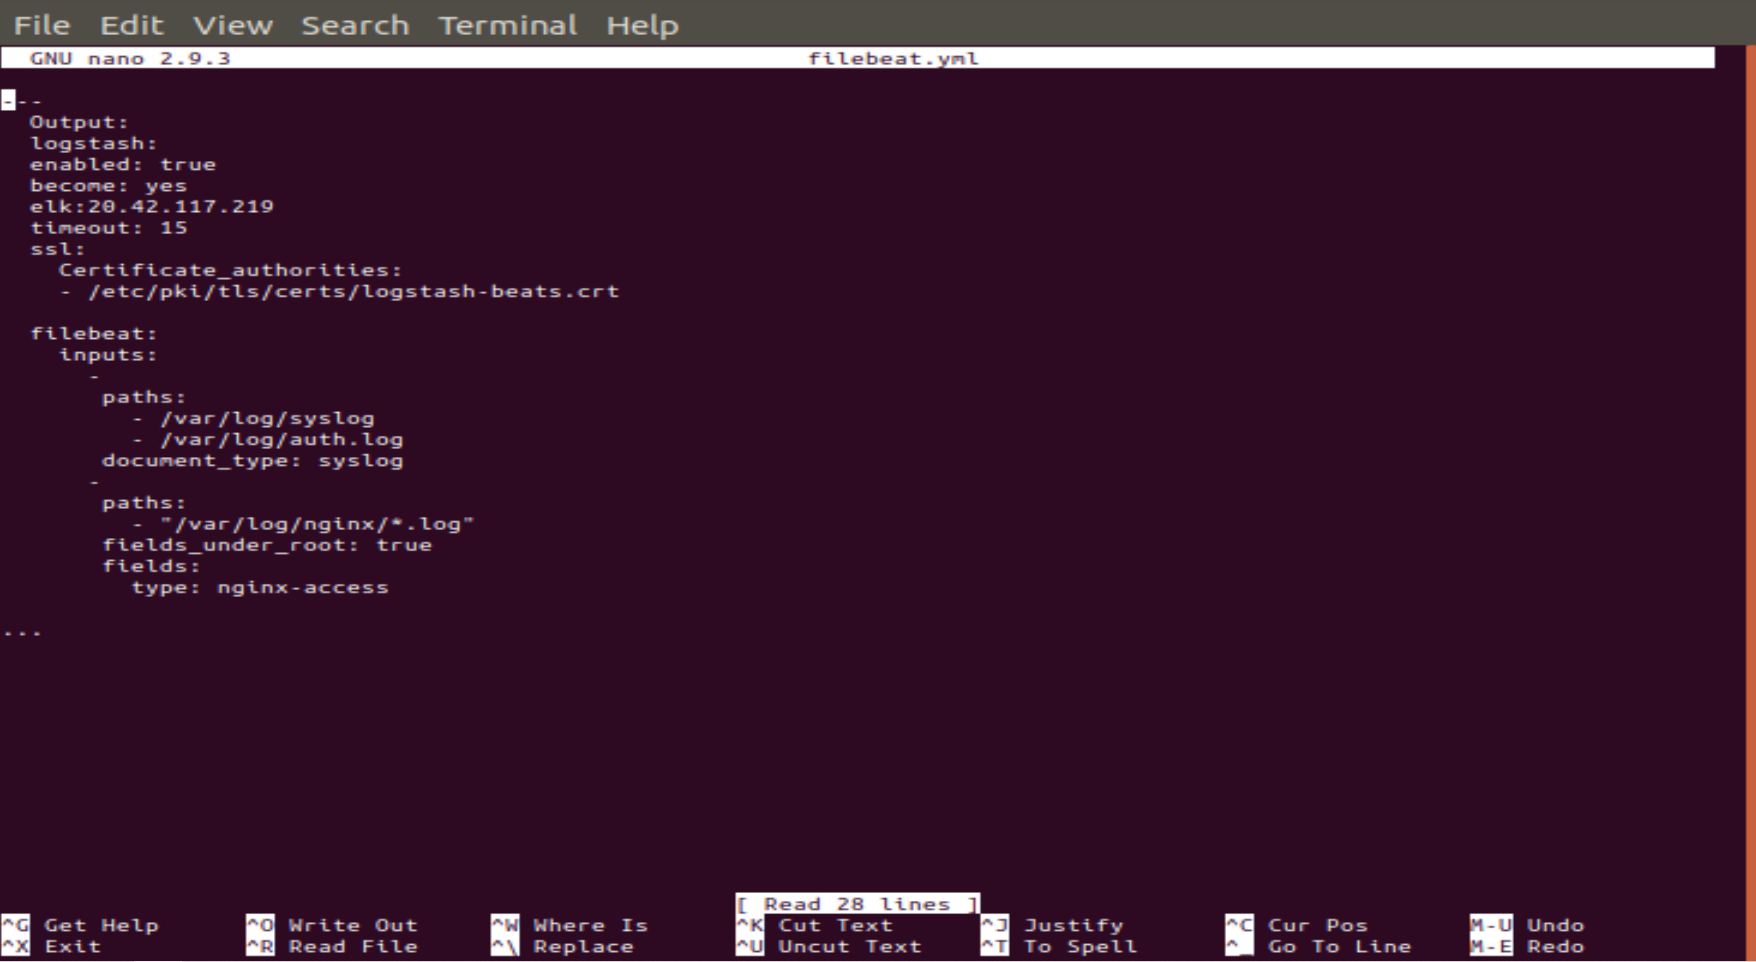 File Edit View Search Terminal Help
GNU nano 2.9.3 filebeat.yml
---
  Output:
  logstash:
  enabled: true
  become: yes
  elk:20.42.117.219
  timeout: 15
  ssl:
    Certificate_authorities:
    - /etc/pki/tls/certs/logstash-beats.crt
  filebeat:
    inputs:
      -
       paths:
         - /var/log/syslog
         - /var/log/auth.log
       document_type: syslog
      -
       paths:
         - "/var/log/nginx/*.log"
       fields_under_root: true
       fields:
         type: nginx-access
...
[ Read 28 lines ]
^G Get Help ^O Write Out ^W Where Is ^K Cut Text ^J Justify ^C Cur Pos M-U Undo
^X Exit ^R Read File ^\ Replace ^U Uncut Text ^T To Spell ^_ Go To Line M-E Redo